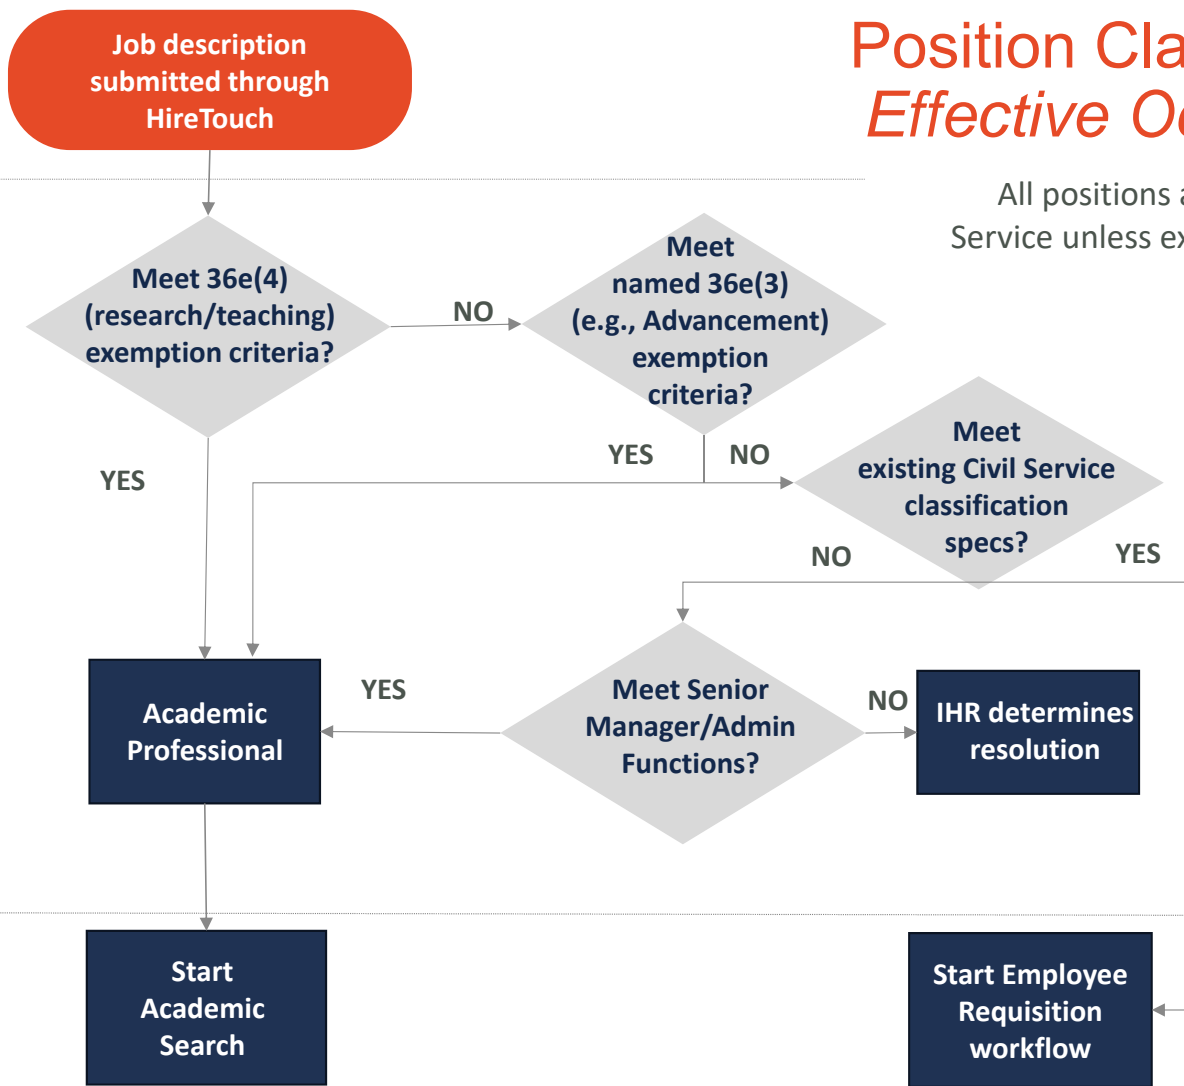 Job description
submitted through
HireTouch
Position Cla
Effective O
All positions
Service unless ex
Meet 36e(4)
(research/teaching)
exemption criteria?
NO
Meet
named 36e(3)
(e.g., Advancement)
exemption
criteria?
YES
YES
NO
Meet
existing Civil Service
classification
specs?
NO
YES
Academic
Professional
YES
Meet Senior
Manager/Admin
Functions?
NO
IHR determines
resolution
Start
Academic
Search
Start Employee
Requisition
workflow